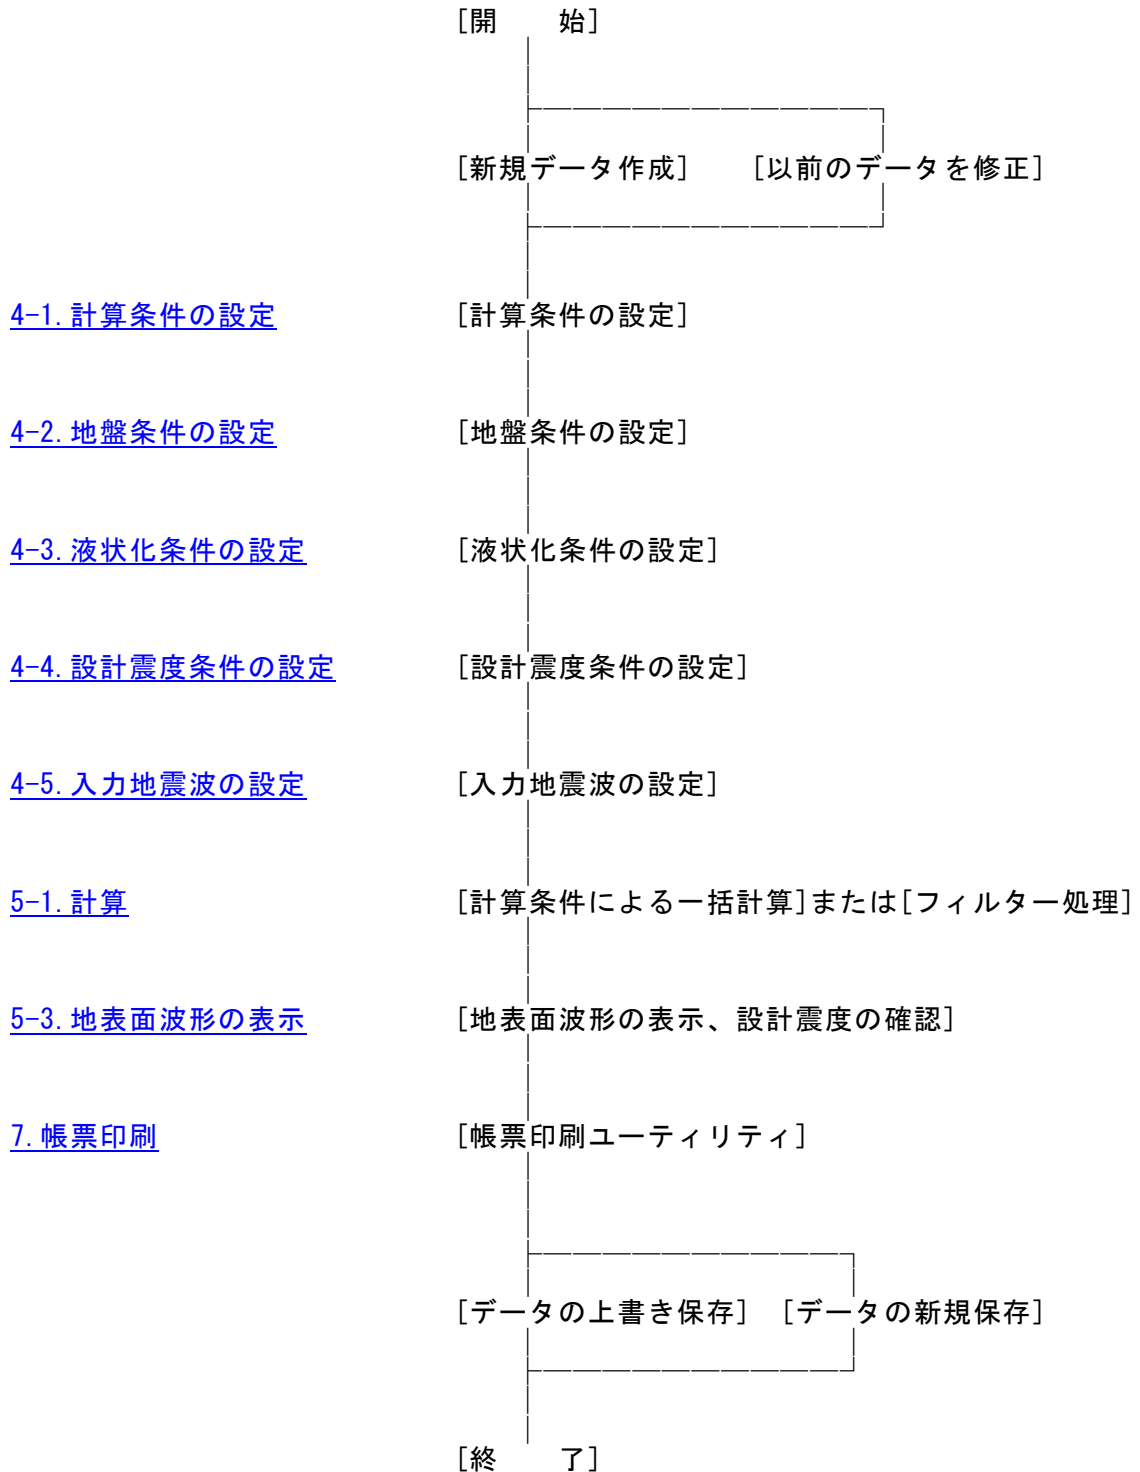 [開　　始]
[新規データ作成]　　[以前のデータを修正]
4-1.計算条件の設定　　[計算条件の設定]
4-2.地盤条件の設定　　[地盤条件の設定]
4-3.液状化条件の設定　　[液状化条件の設定]
4-4.設計震度条件の設定　　[設計震度条件の設定]
4-5.入力地震波の設定　　[入力地震波の設定]
5-1.計算　　[計算条件による一括計算]または[フィルター処理]
5-3.地表面波形の表示　　[地表面波形の表示、設計震度の確認]
7.帳票印刷　　[帳票印刷ユーティリティ]
[データの上書き保存]　[データの新規保存]
[終　　了]